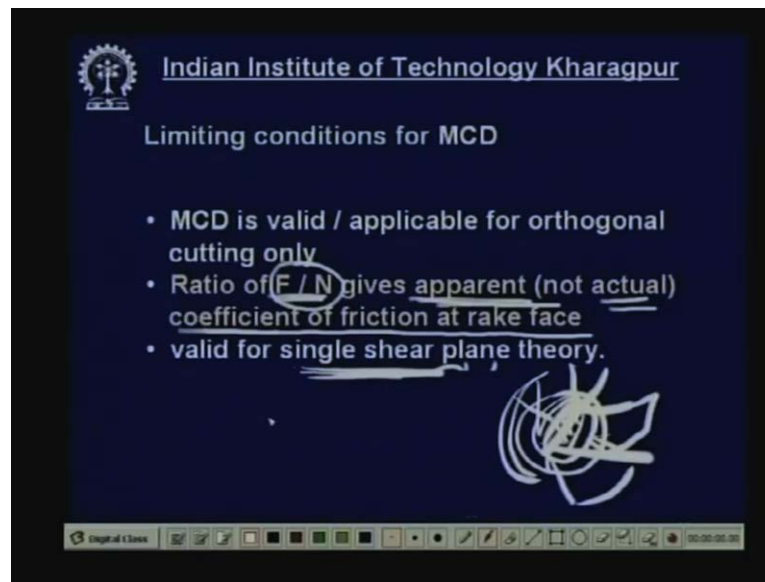 Indian Institute of Technology Kharagpur
Limiting conditions for MCD
• MCD is valid / applicable for orthogonal
cutting only
• Ratio of F / N gives apparent (not actual)
coefficient of friction at rake face
• valid for single shear plane theory.
Digital Class
00:00:00.00